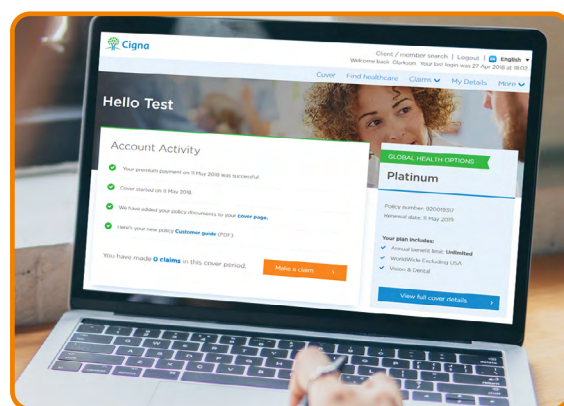 Cigna
Client / member search | Logout | English
Welcome back Clarkson Your last login was 27 Apr 2018 at 18:02
Cover Find healthcare Claims My Details More
Hello Test
Account Activity
Your premium payment on 11 May 2018 was successful
Cover started on 11 May 2018
We have added your policy documents to your cover page.
Here's your new policy Customer guide (PDF)
You have made 0 claims in this cover period.
Make a claim
GLOBAL HEALTH OPTIONS
Platinum
Policy number:
Renewal date: 11 May 2019
Your plan includes:
Annual benefit limit: Unlimited
WorldWide Excluding USA
Vision & Dental
View full cover details